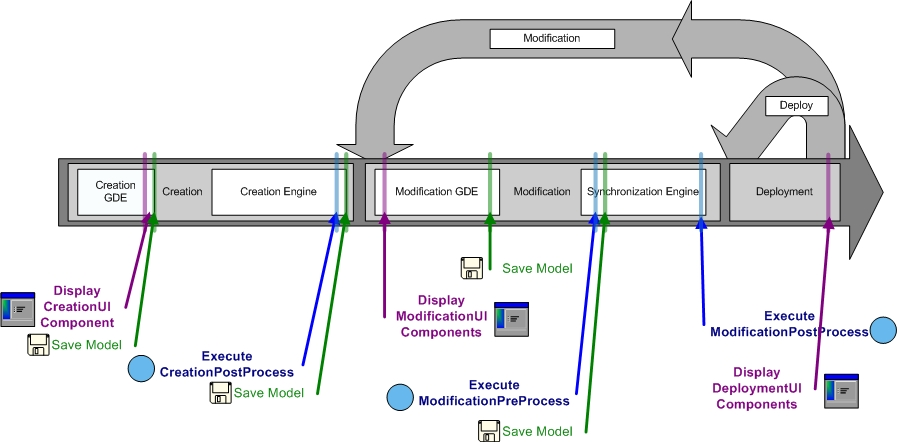 Modification
Deploy
Creation
GDE
Creation
Creation Engine
Modification GDE
Modification
Synchronization Engine
Deployment
Display
CreationUI
Component
Save Model
Execute
CreationPostProcess
Save Model
Display
ModificationUI
Components
Save Model
Execute
ModificationPreProcess
Save Model
Execute
ModificationPostProcess
Display
DeploymentUI
Components